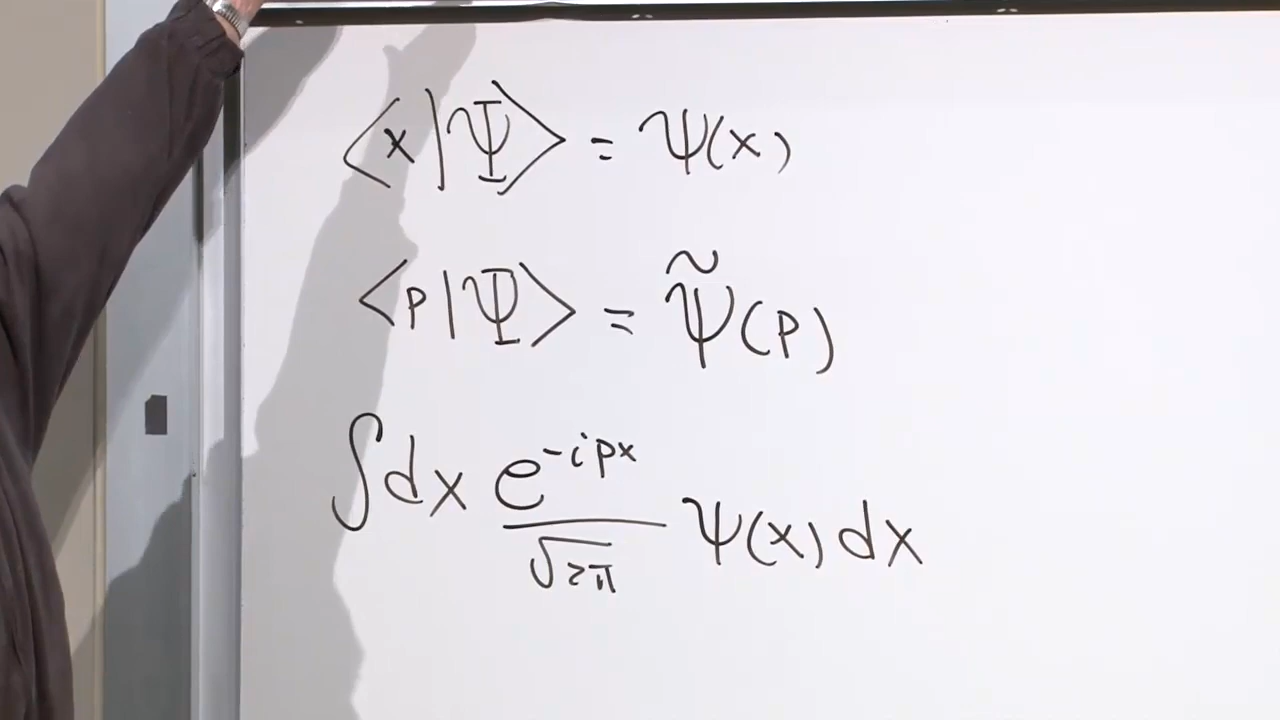 ⟨x|Ψ⟩ = ψ(x)
⟨p|Ψ⟩ = ψ̃(p)
∫dx e^{-ipx}/√2π ψ(x) dx